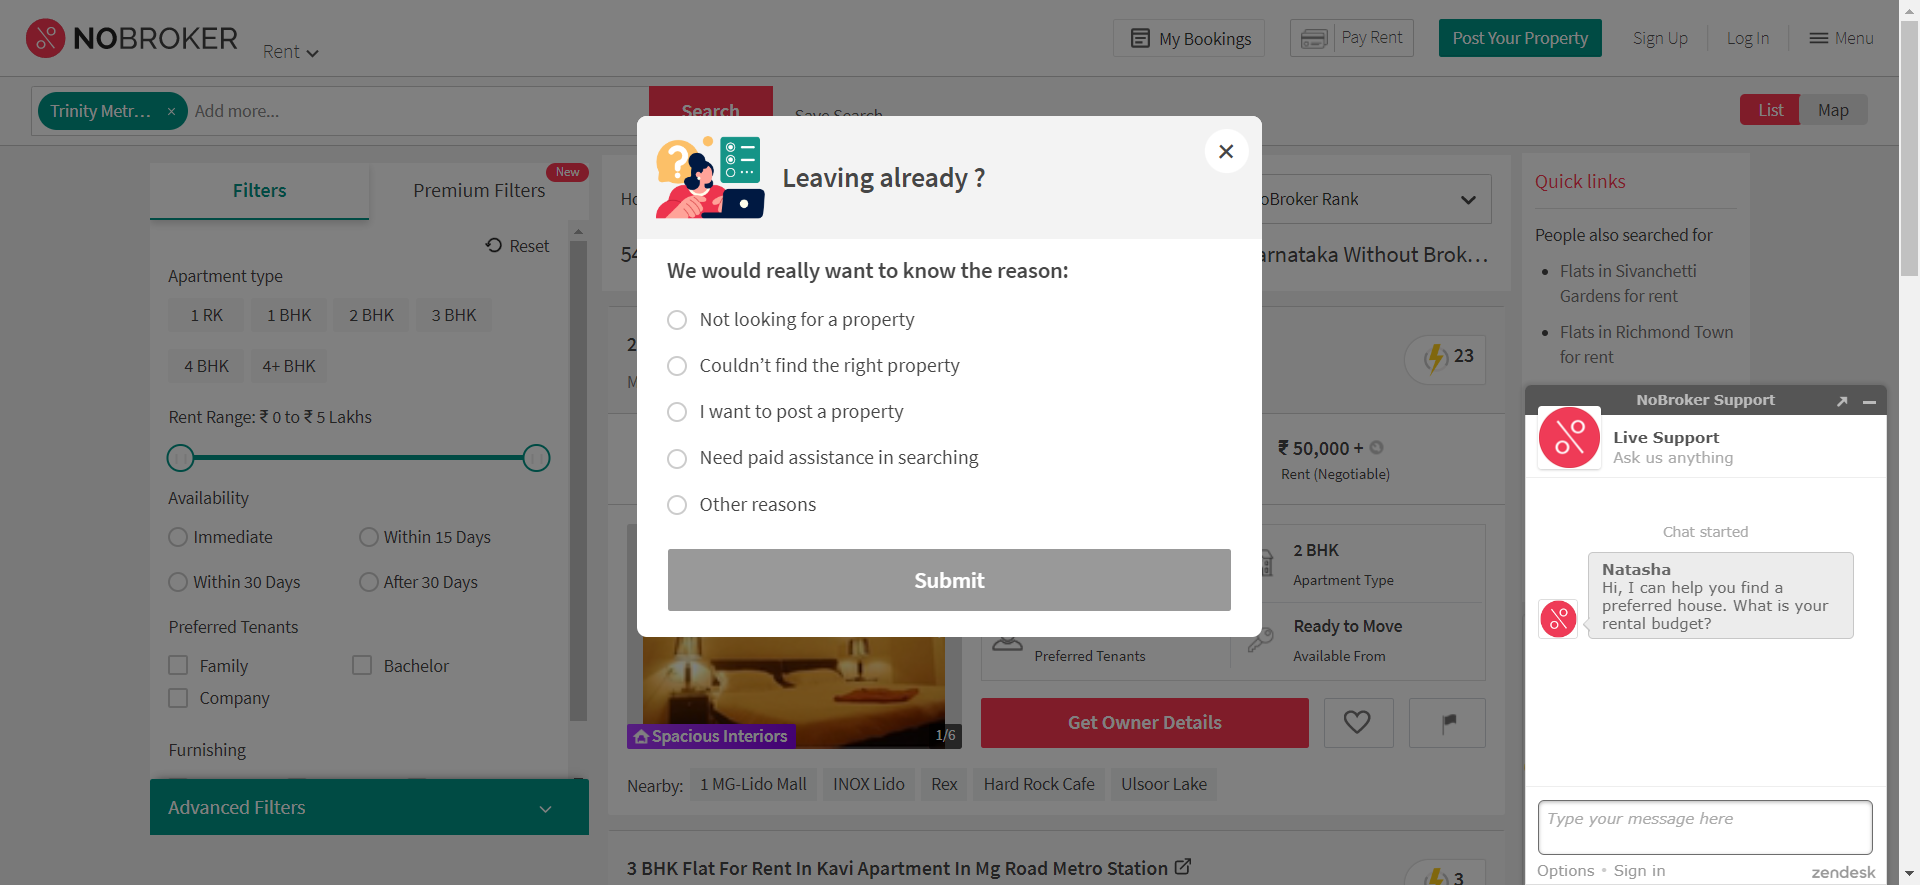 NOBROKER
Rent
My Bookings
Pay Rent
Post Your Property
Sign Up
Log In
Menu
Trinity Metr... ×
Add more...
Search
Save Search
List
Map
Filters
Premium Filters
New
Reset
Apartment type
1 RK
1 BHK
2 BHK
3 BHK
4 BHK
4+ BHK
Rent Range: ₹ 0 to ₹ 5 Lakhs
Availability
Immediate
Within 15 Days
Within 30 Days
After 30 Days
Preferred Tenants
Family
Bachelor
Company
Furnishing
Advanced Filters
Leaving already ?
We would really want to know the reason:
Not looking for a property
Couldn’t find the right property
I want to post a property
Need paid assistance in searching
Other reasons
Submit
oBroker Rank
54
arnataka Without Brok...
2
23
₹ 50,000 +
Rent (Negotiable)
2 BHK
Apartment Type
Preferred Tenants
Ready to Move
Available From
Spacious Interiors
1/6
Get Owner Details
Nearby:
1 MG-Lido Mall
INOX Lido
Rex
Hard Rock Cafe
Ulsoor Lake
3 BHK Flat For Rent In Kavi Apartment In Mg Road Metro Station
3
Quick links
People also searched for
Flats in Sivanchetti
Gardens for rent
Flats in Richmond Town
for rent
NoBroker Support
Live Support
Ask us anything
Chat started
Natasha
Hi, I can help you find a
preferred house. What is your
rental budget?
Type your message here
Options • Sign in
zendesk